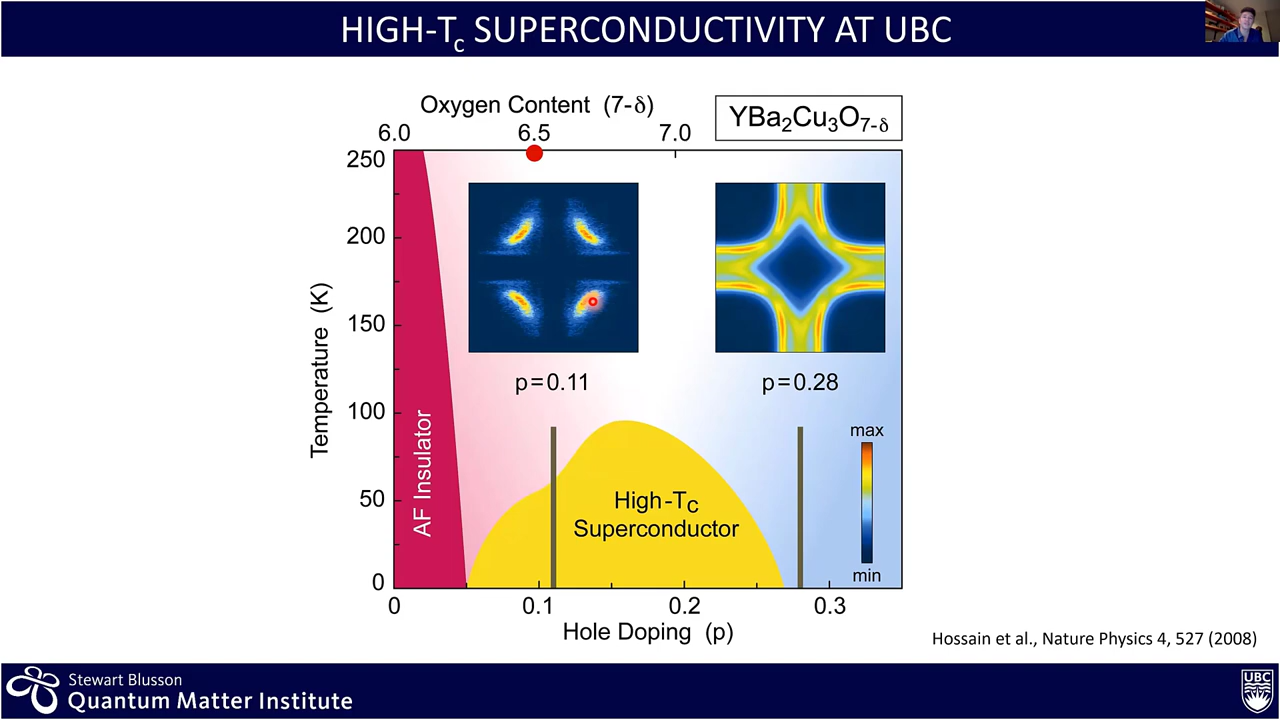 HIGH-Tc SUPERCONDUCTIVITY AT UBC
Oxygen Content (7-δ)
6.0 6.5 7.0
YBa2Cu3O7-δ
250
200
150
100
50
0
Temperature (K)
p=0.11
p=0.28
AF Insulator
High-TC
Superconductor
max
min
0 0.1 0.2 0.3
Hole Doping (p)
Hossain et al., Nature Physics 4, 527 (2008)
Stewart Blusson
Quantum Matter Institute
UBC